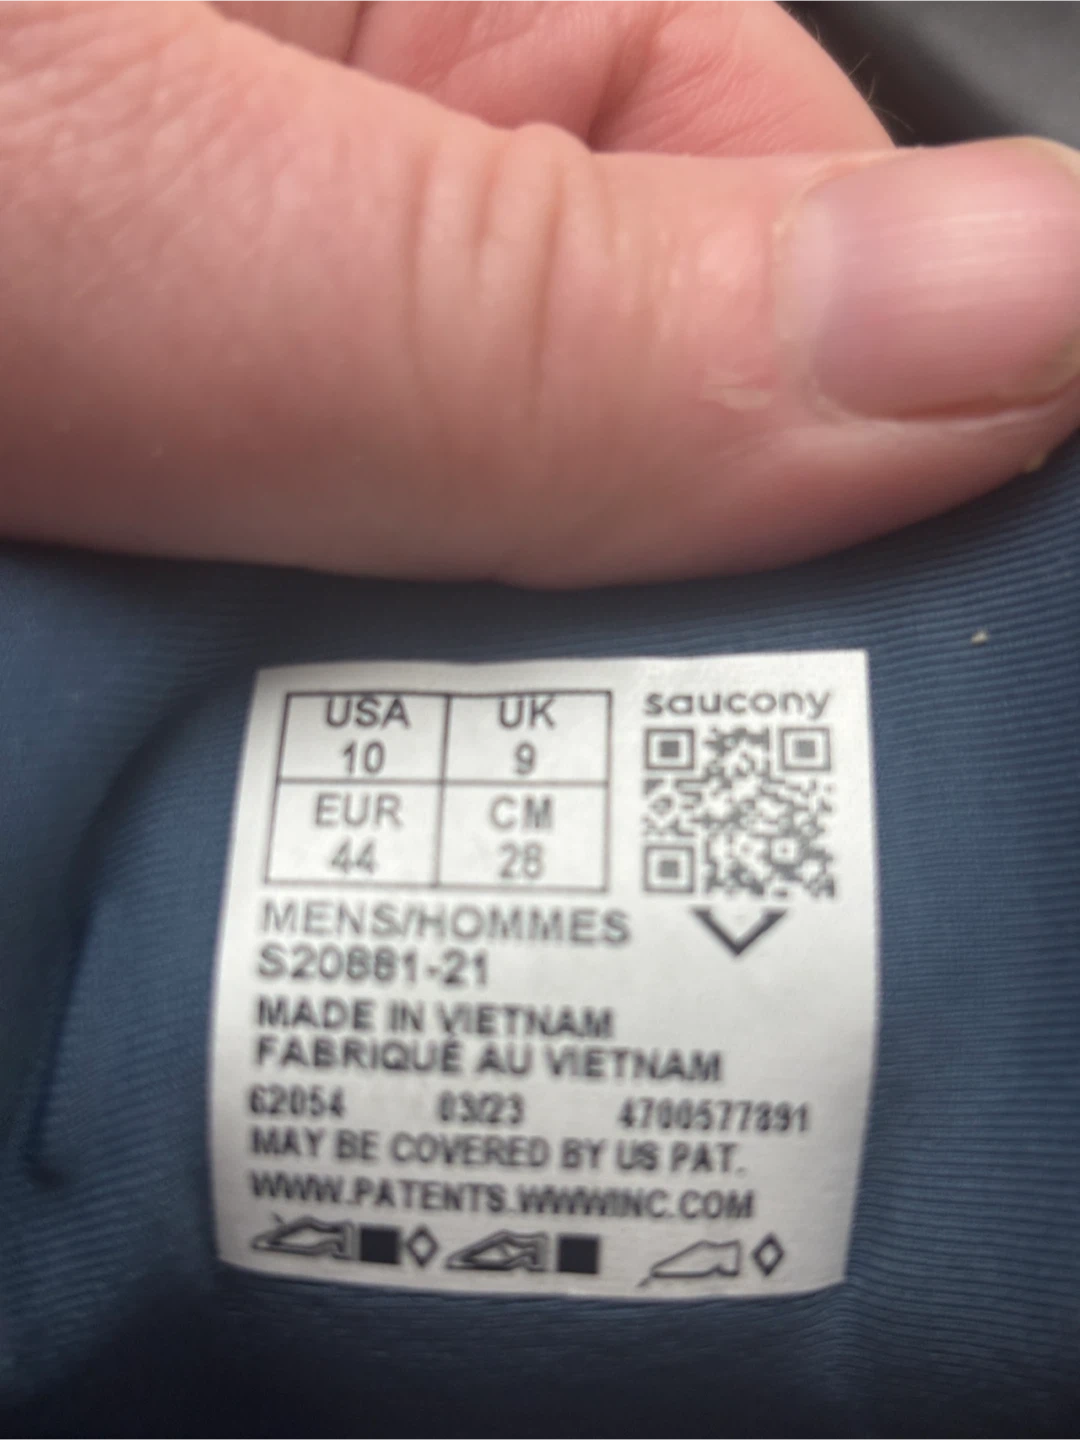 USA UK
10 9
EUR CM
44 28
saucony
MENS/HOMMES
S20881-21
MADE IN VIETNAM
FABRIQUÉ AU VIETNAM
62054 03/23 4700577891
MAY BE COVERED BY US PAT.
WWW.PATENTS.WWWINC.COM